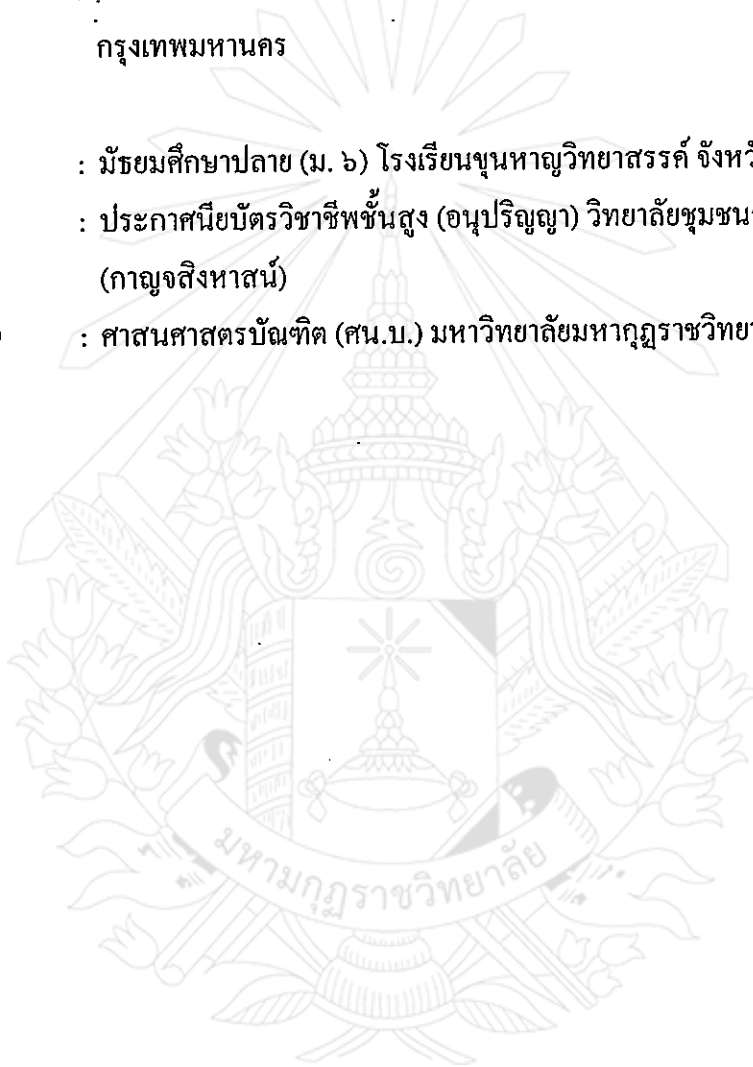 กรุงเทพมหานคร
: มัธยมศึกษาปลาย (ม. ๖) โรงเรียนขุนหาญวิทยาสรรค์ จังหวั
: ประกาศนียบัตรวิชาชีพชั้นสูง (อนุปริญญา) วิทยาลัยชุมชน
(กาญจสิงหาสน์)
: ศาสนศาสตรบัณฑิต (ศน.บ.) มหาวิทยาลัยมหากุฏราชวิทย
มหามกุฏราชวิทยาลัย